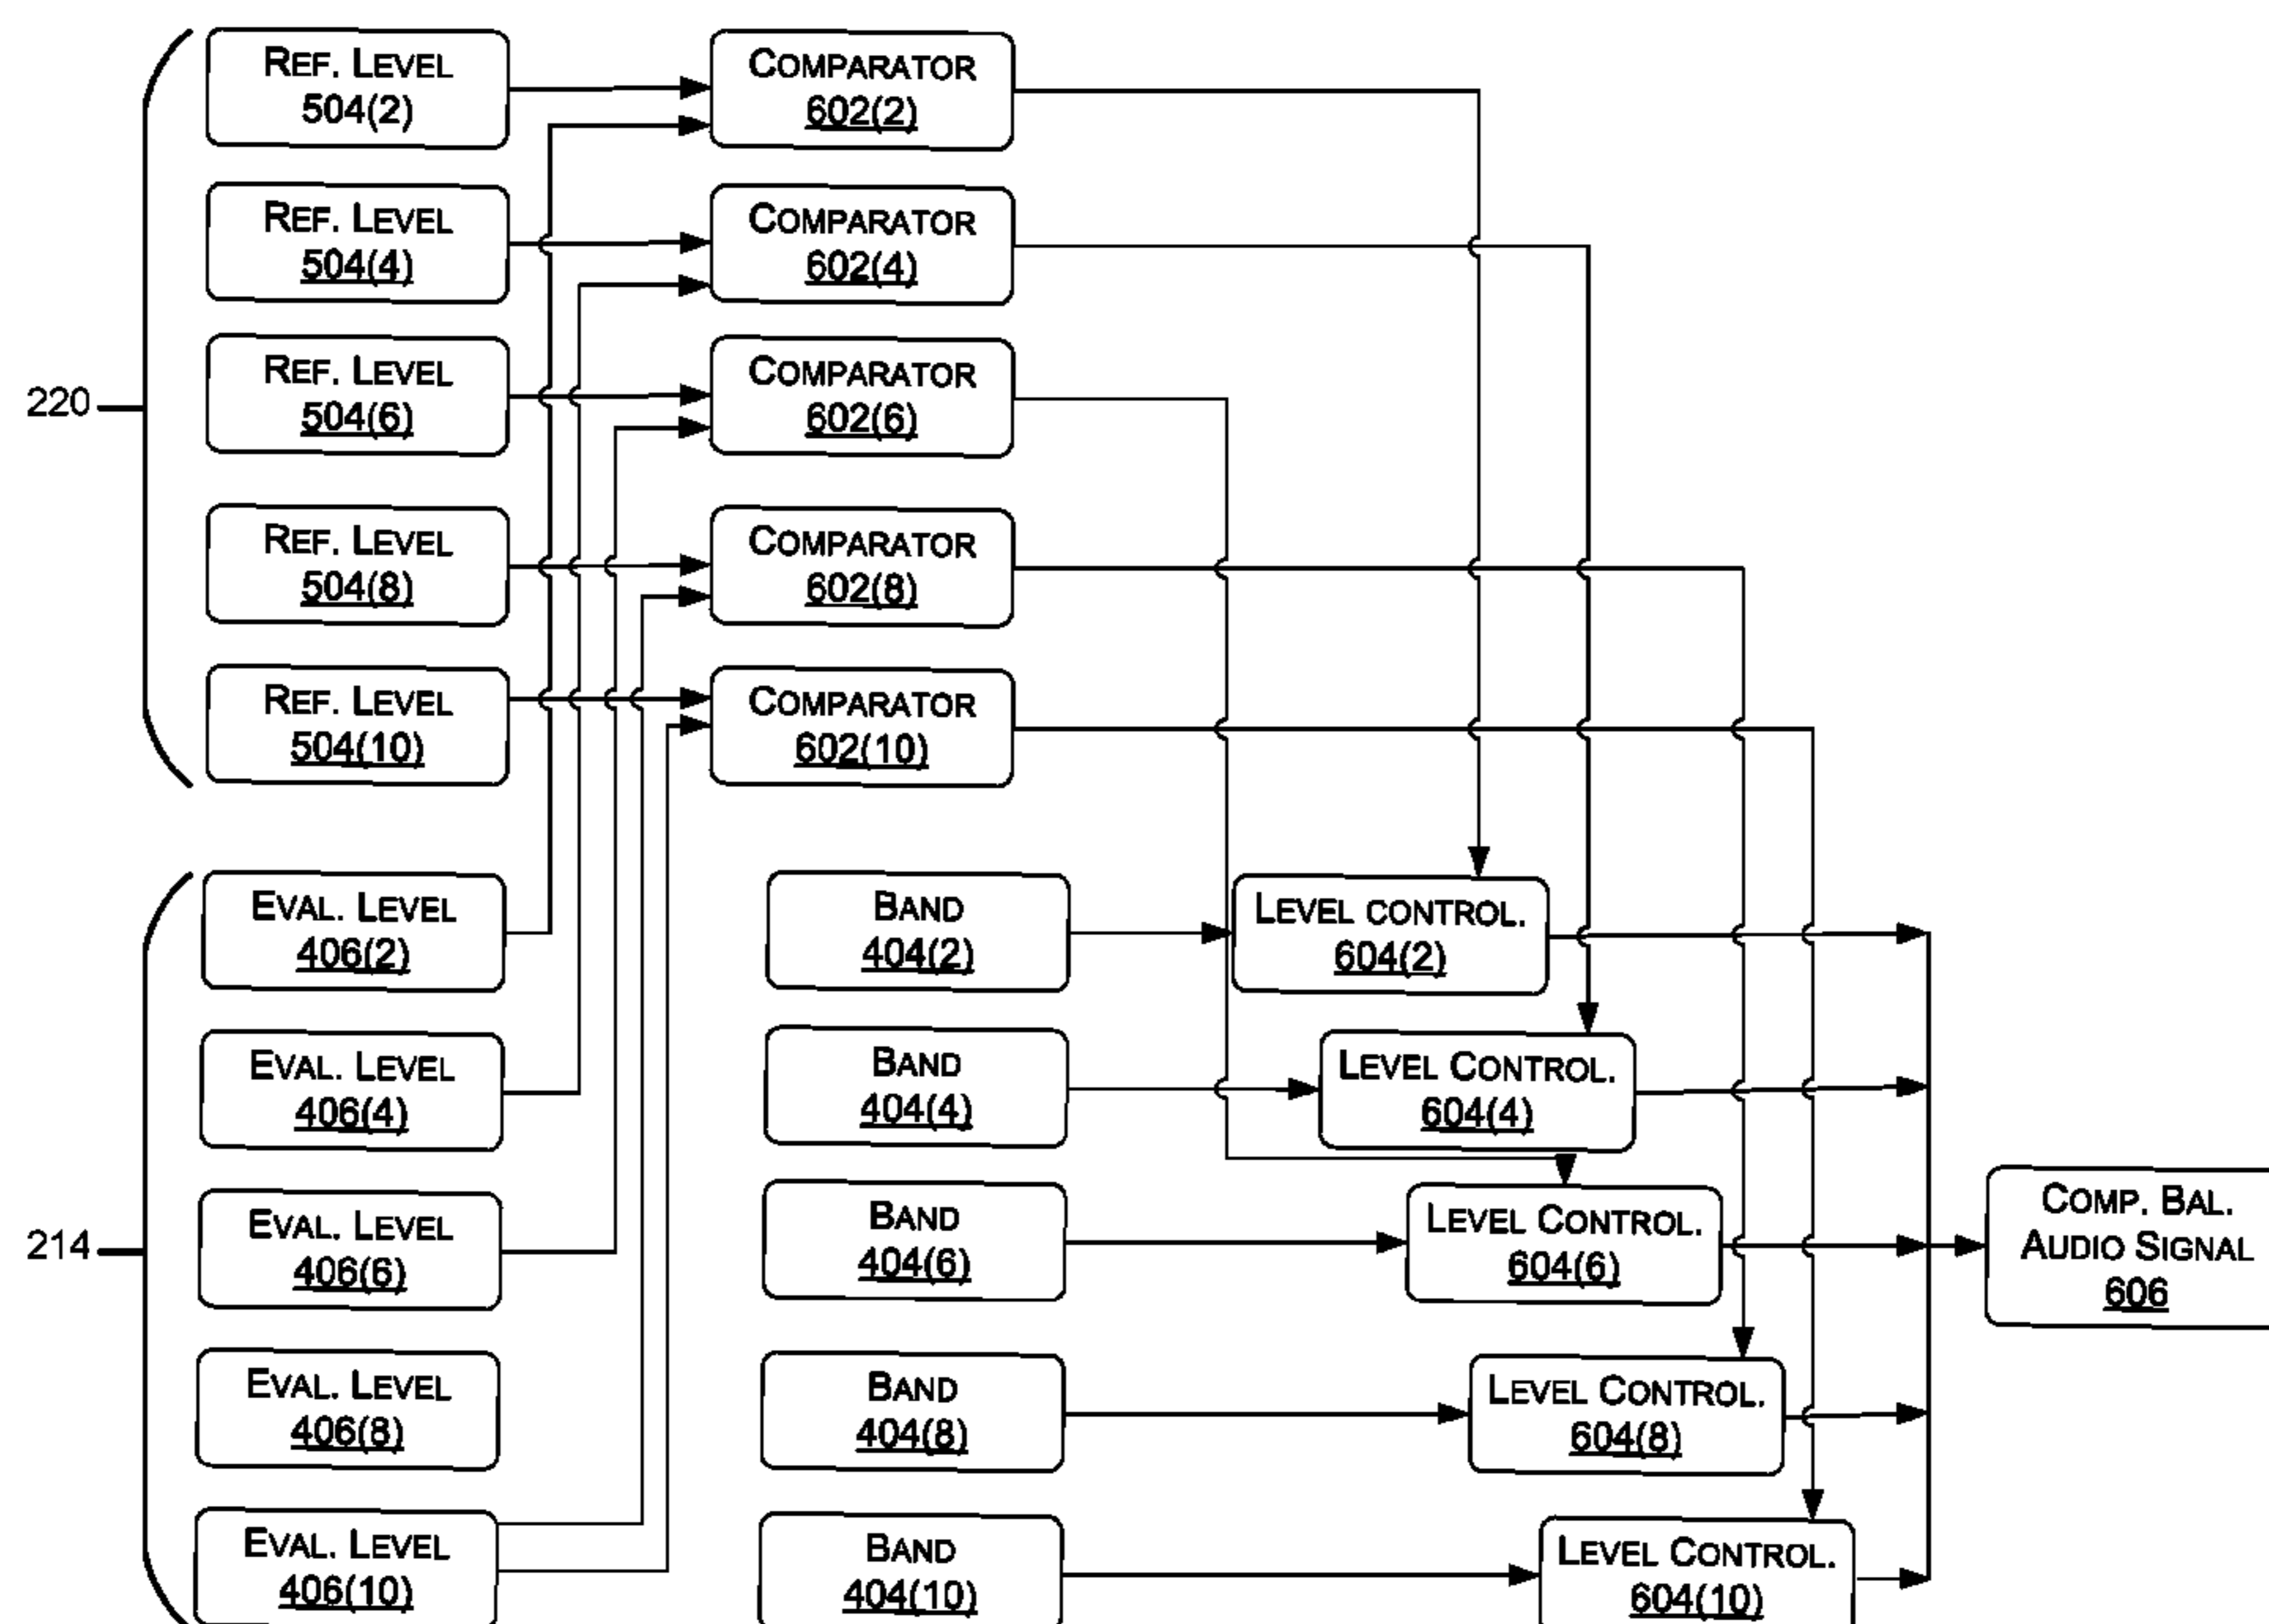 REF. LEVEL
504(2)
COMPARATOR
602(2)
REF. LEVEL
504(4)
COMPARATOR
602(4)
220
REF. LEVEL
504(6)
COMPARATOR
602(6)
REF. LEVEL
504(8)
COMPARATOR
602(8)
REF. LEVEL
504(10)
COMPARATOR
602(10)
214
EVAL. LEVEL
406(2)
BAND
404(2)
LEVEL CONTROL.
604(2)
EVAL. LEVEL
406(4)
BAND
404(4)
LEVEL CONTROL.
604(4)
EVAL. LEVEL
406(6)
BAND
404(6)
LEVEL CONTROL.
604(6)
COMP. BAL.
AUDIO SIGNAL
606
EVAL. LEVEL
406(8)
BAND
404(8)
LEVEL CONTROL.
604(8)
EVAL. LEVEL
406(10)
BAND
404(10)
LEVEL CONTROL.
604(10)